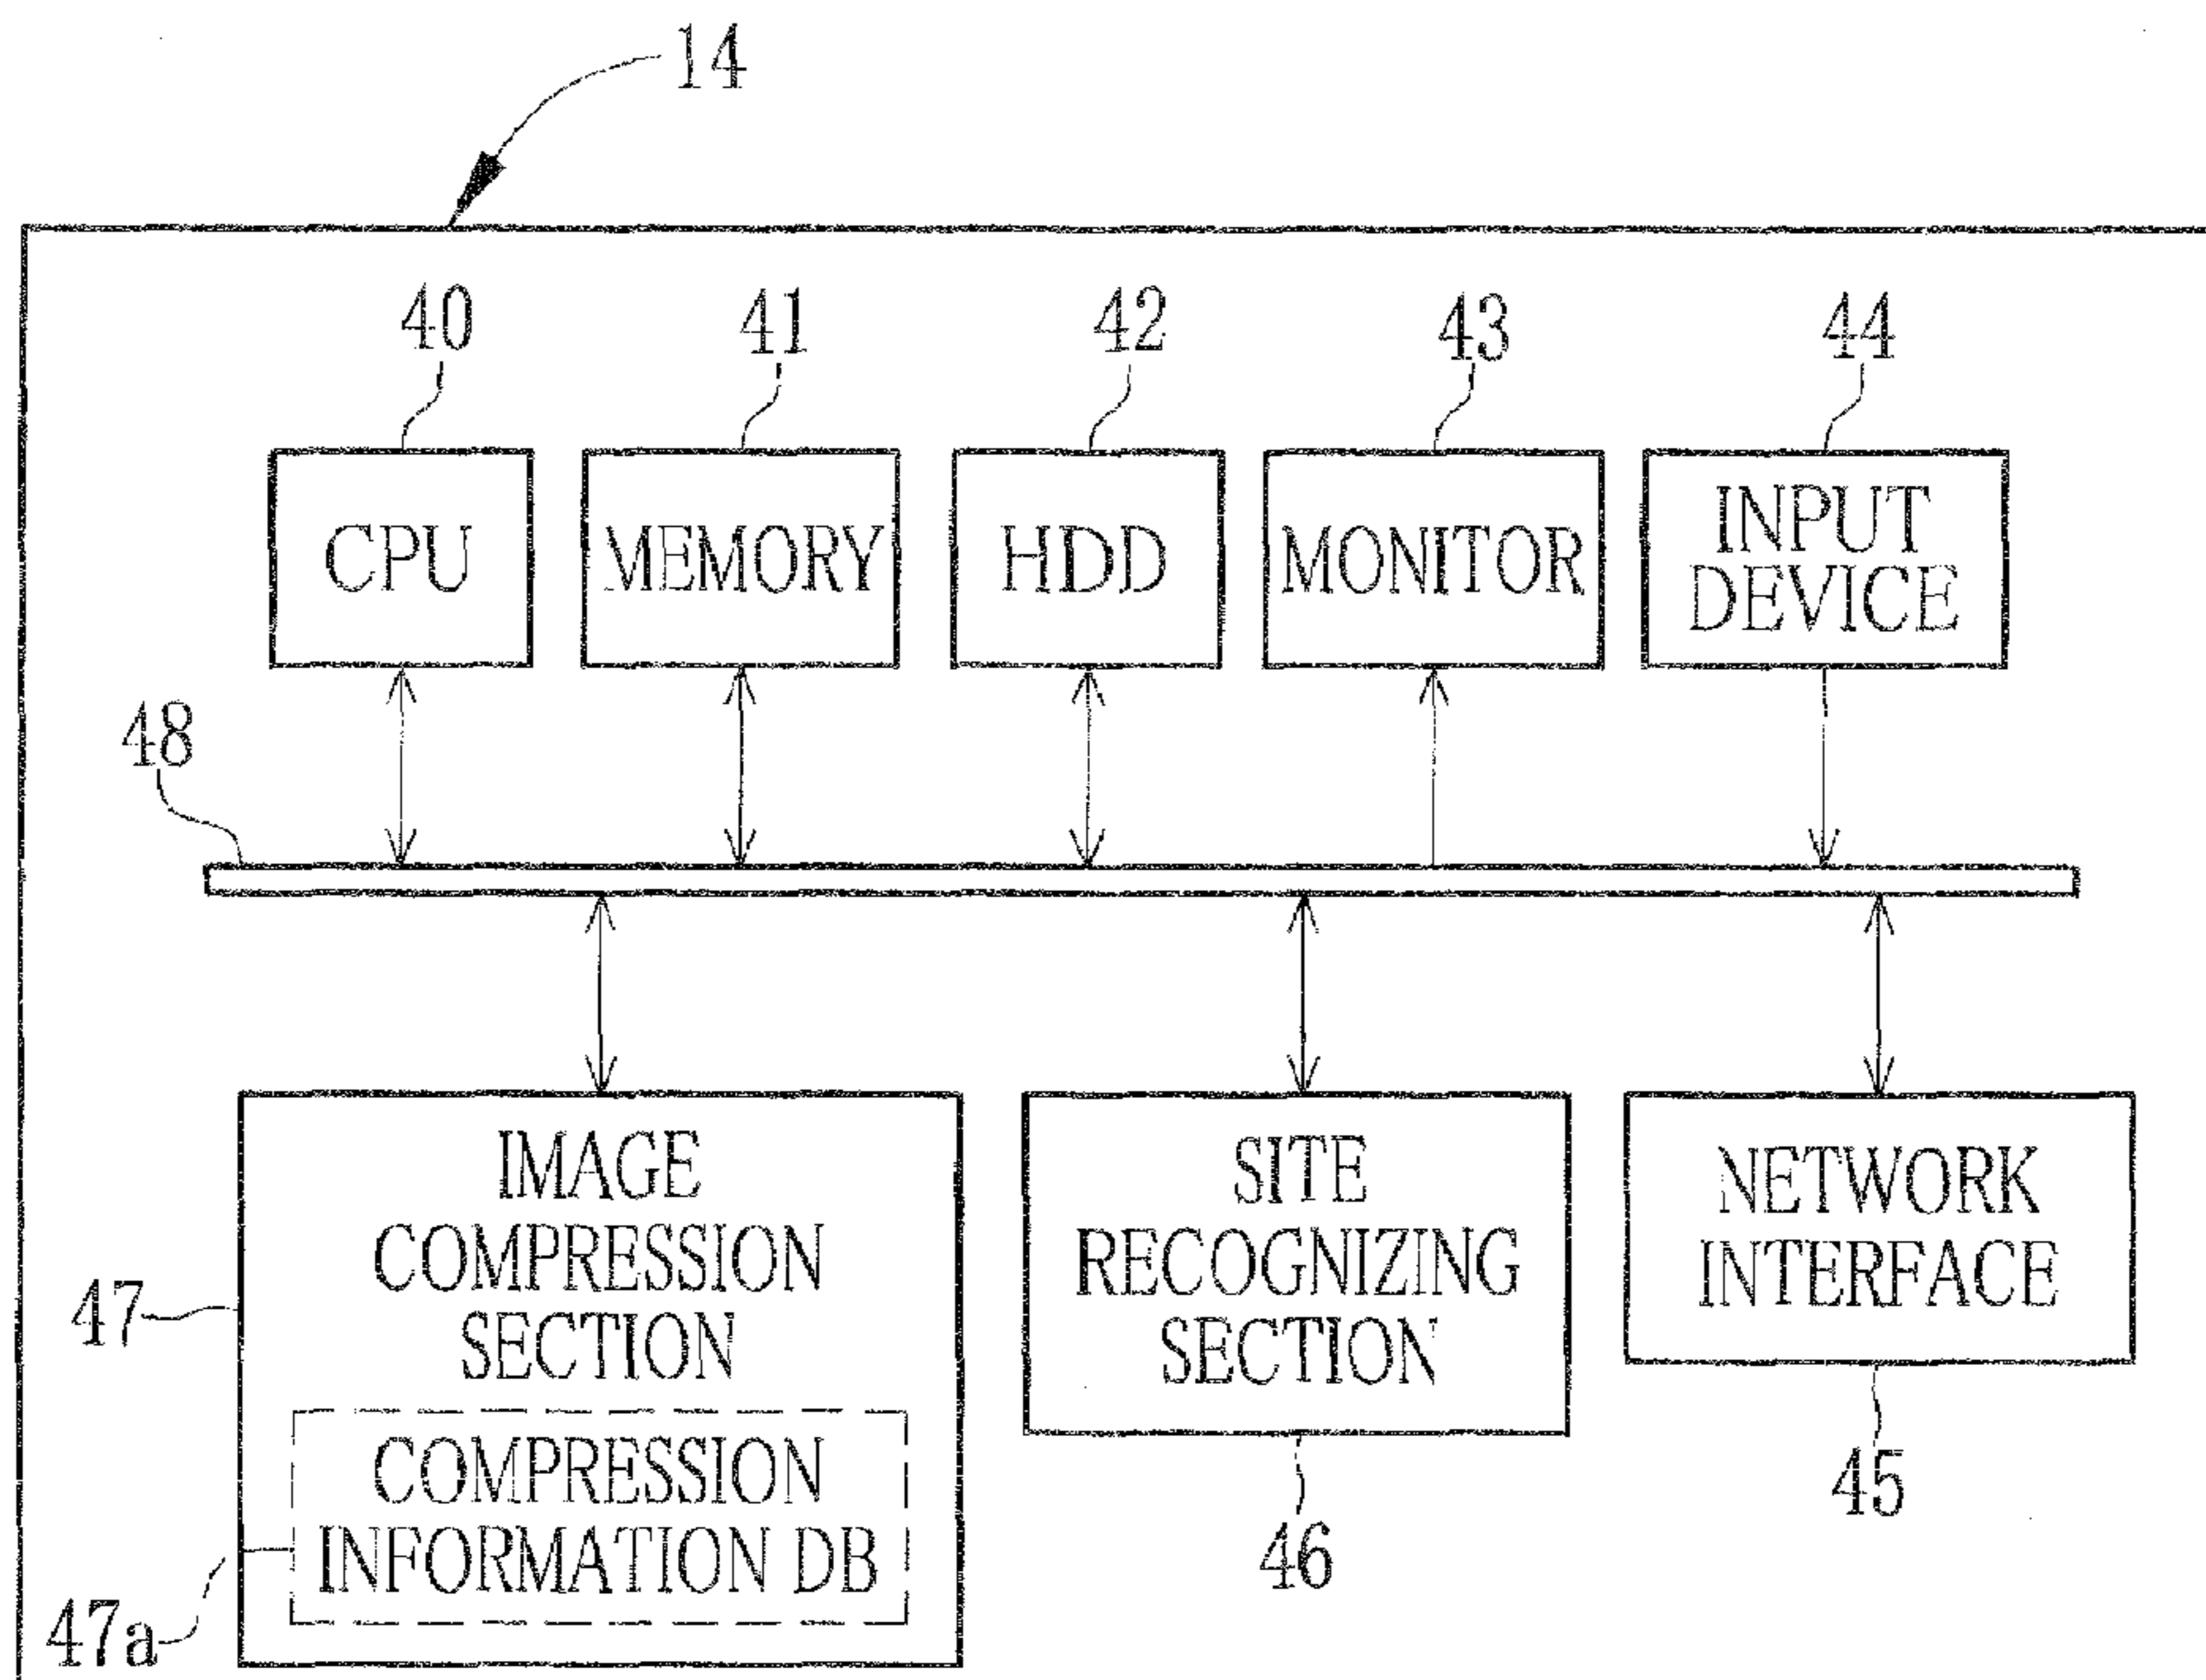 14
40
41
42
43
44
CPU
MEMORY
HDD
MONITOR
INPUT
DEVICE
48
IMAGE
COMPRESSION
SECTION
COMPRESSION
INFORMATION DB
47
47a
SITE
RECOGNIZING
SECTION
46
NETWORK
INTERFACE
45